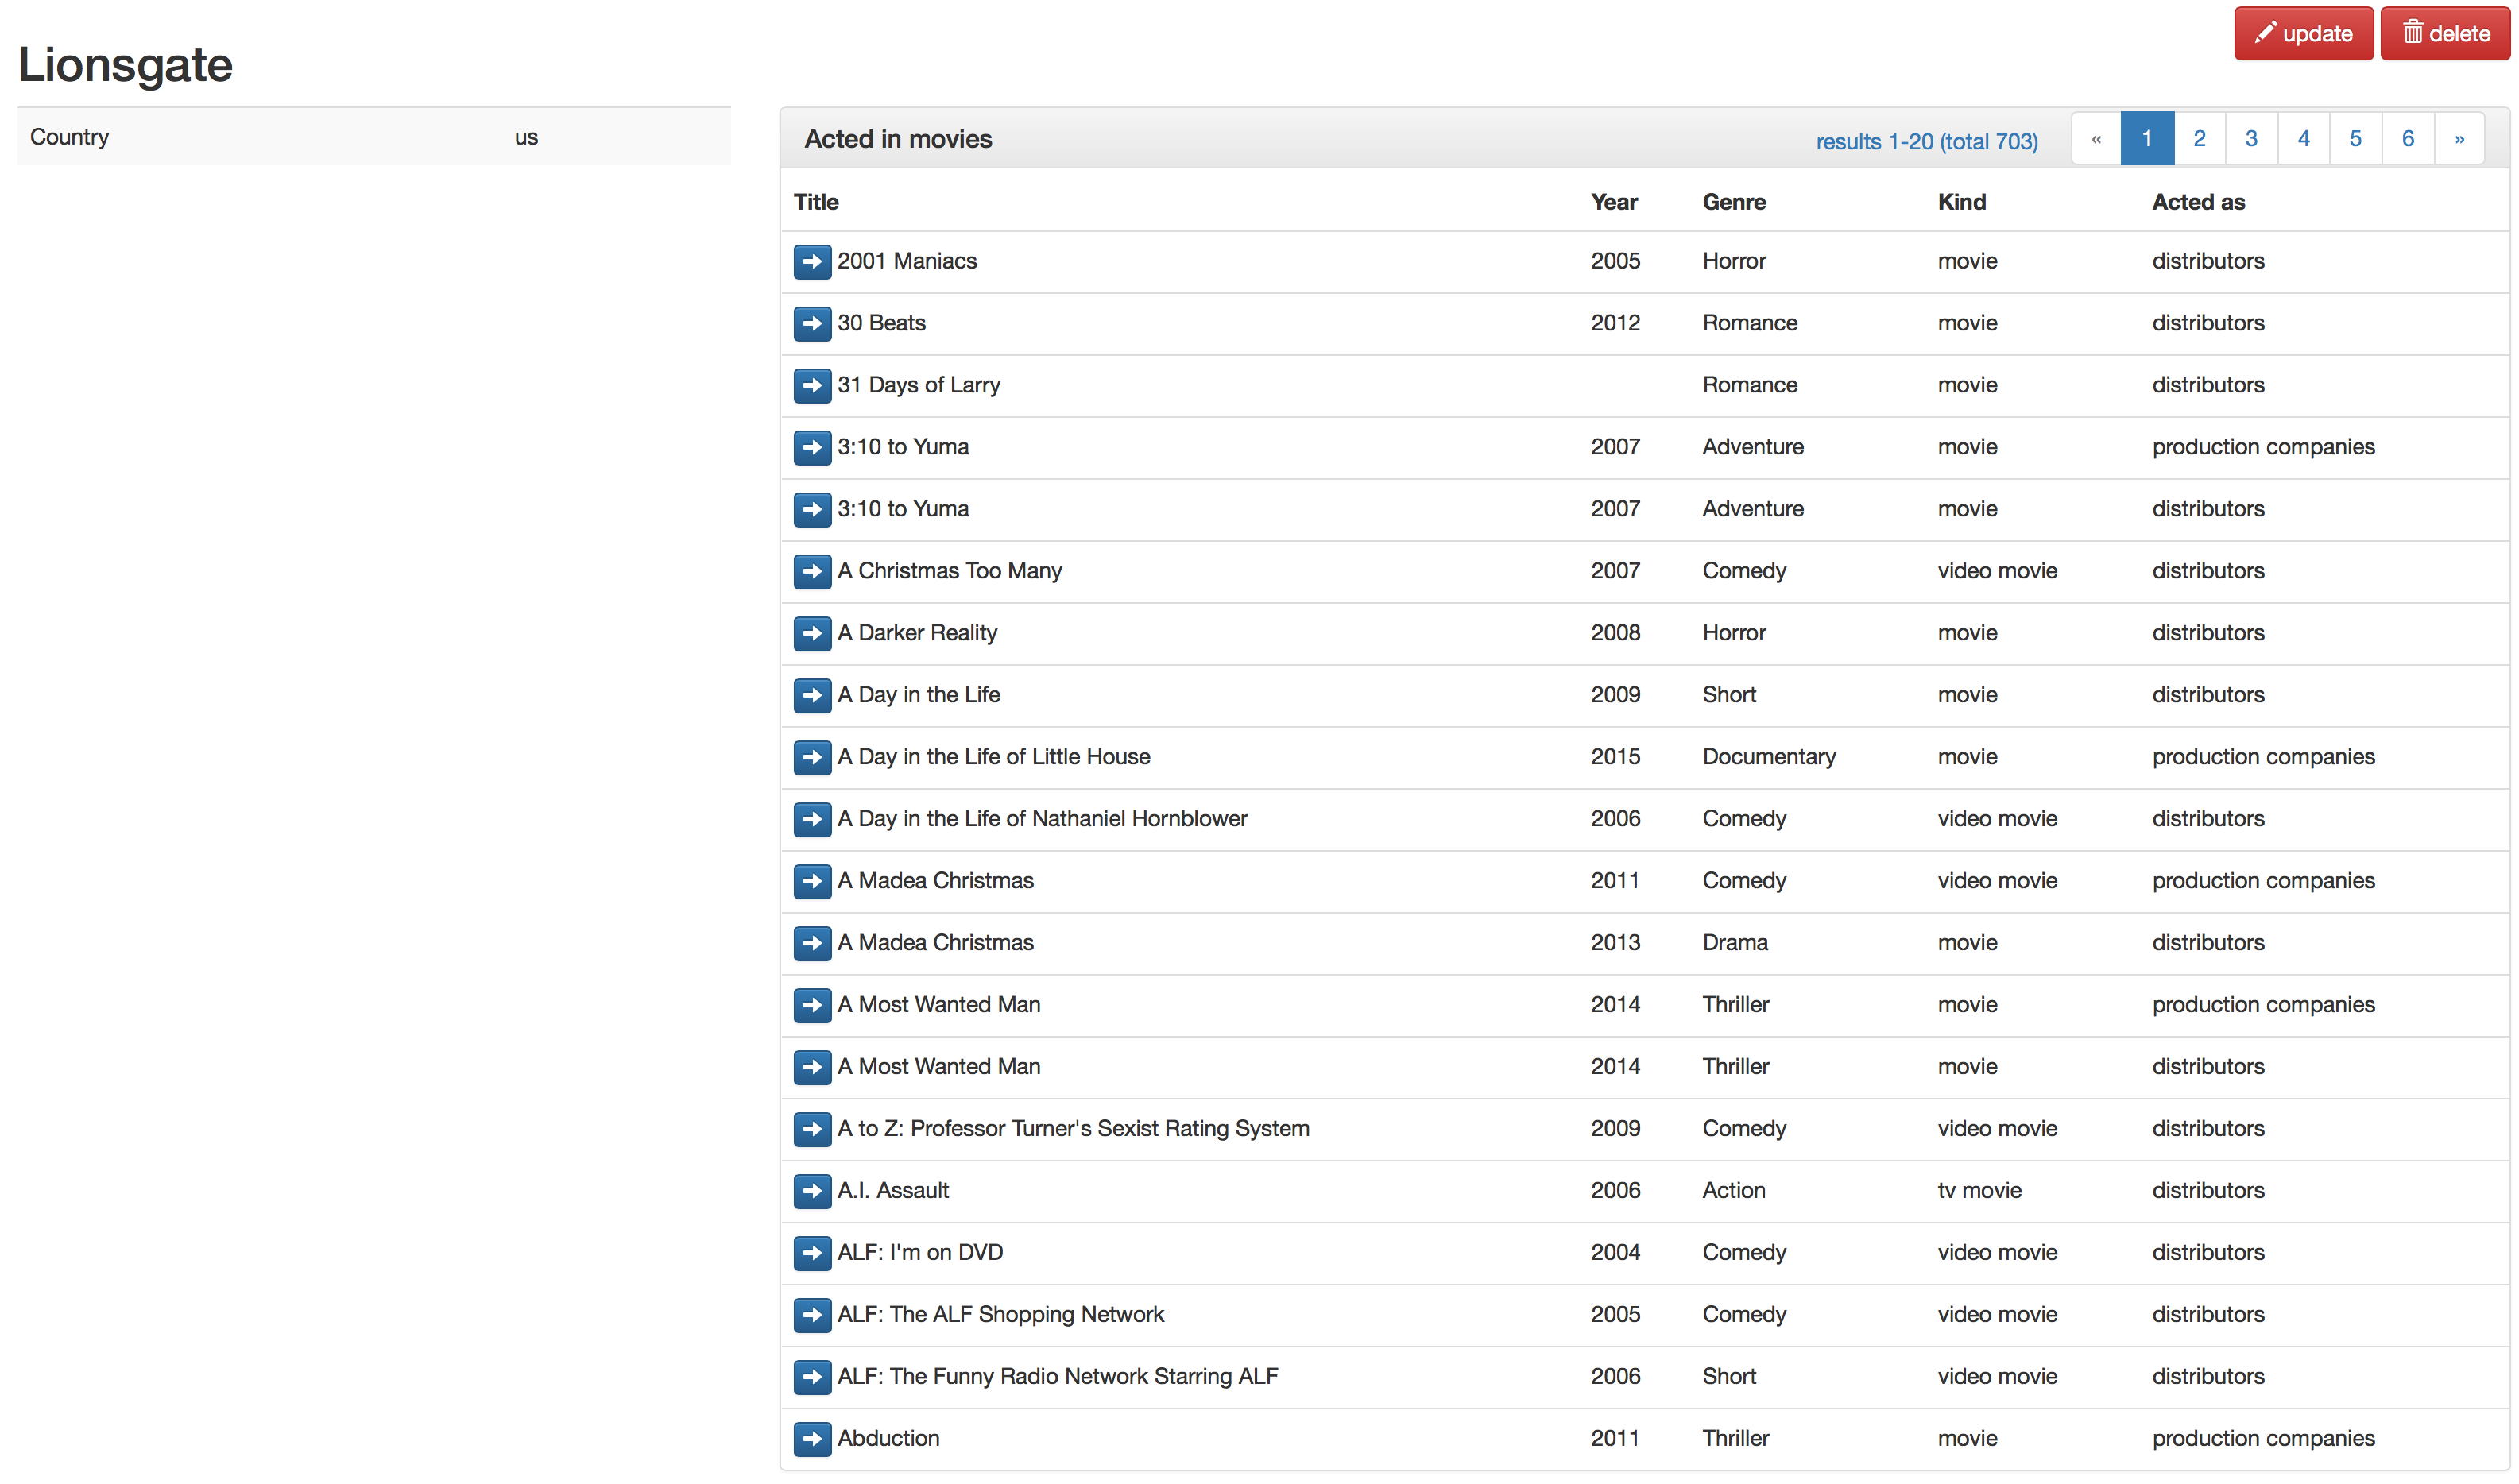 update delete
Lionsgate
Country us
Acted in movies results 1-20 (total 703) « 1 2 3 4 5 6 »
Title Year Genre Kind Acted as
2001 Maniacs 2005 Horror movie distributors
30 Beats 2012 Romance movie distributors
31 Days of Larry Romance movie distributors
3:10 to Yuma 2007 Adventure movie production companies
3:10 to Yuma 2007 Adventure movie distributors
A Christmas Too Many 2007 Comedy video movie distributors
A Darker Reality 2008 Horror movie distributors
A Day in the Life 2009 Short movie distributors
A Day in the Life of Little House 2015 Documentary movie production companies
A Day in the Life of Nathaniel Hornblower 2006 Comedy video movie distributors
A Madea Christmas 2011 Comedy video movie production companies
A Madea Christmas 2013 Drama movie distributors
A Most Wanted Man 2014 Thriller movie production companies
A Most Wanted Man 2014 Thriller movie distributors
A to Z: Professor Turner's Sexist Rating System 2009 Comedy video movie distributors
A.I. Assault 2006 Action tv movie distributors
ALF: I'm on DVD 2004 Comedy video movie distributors
ALF: The ALF Shopping Network 2005 Comedy video movie distributors
ALF: The Funny Radio Network Starring ALF 2006 Short video movie distributors
Abduction 2011 Thriller movie production companies